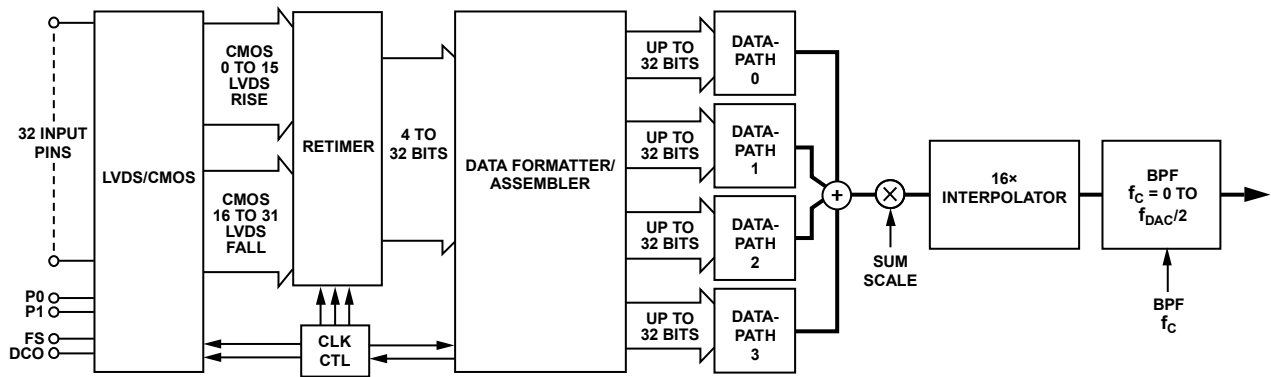 32 INPUT
PINS
P0
P1
FS
DCO
LVDS/CMOS
CMOS
0 TO 15
LVDS
RISE
CMOS
16 TO 31
LVDS
FALL
RETIMER
CLK
CTL
4 TO
32 BITS
DATA FORMATTER/
ASSEMBLER
UP TO
32 BITS
UP TO
32 BITS
UP TO
32 BITS
UP TO
32 BITS
DATA-
PATH
0
DATA-
PATH
1
DATA-
PATH
2
DATA-
PATH
3
+
×
SUM
SCALE
16×
INTERPOLATOR
BPF
fC = 0 TO
fDAC/2
BPF
fC